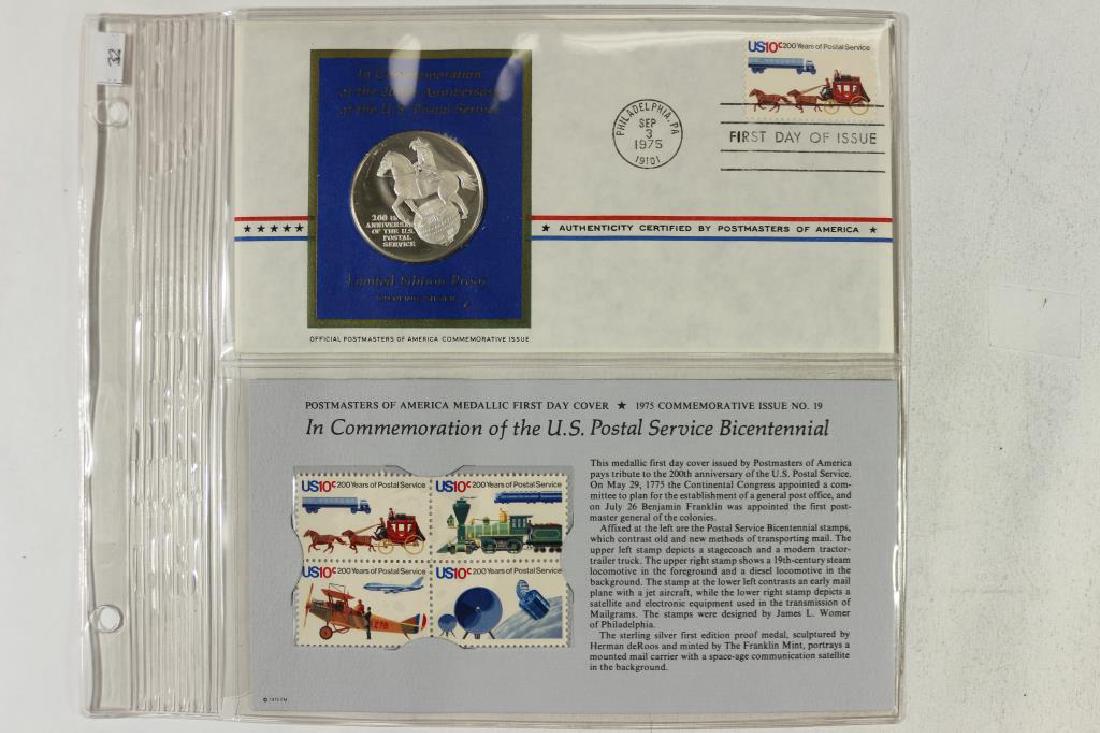 32
In Commemoration
of the 200th Anniversary
of the U.S. Postal Service
200TH
ANNIVERSARY
OF THE U.S.
POSTAL
SERVICE
Limited Edition Proof
STERLING SILVER
OFFICIAL POSTMASTERS OF AMERICA COMMEMORATIVE ISSUE
PHILADELPHIA, PA
SEP
3
1975
19101
US10c 200 Years of Postal Service
FIRST DAY OF ISSUE
★★★★★ ★ AUTHENTICITY CERTIFIED BY POSTMASTERS OF AMERICA ★
POSTMASTERS OF AMERICA MEDALLIC FIRST DAY COVER ★ 1975 COMMEMORATIVE ISSUE NO. 19
In Commemoration of the U.S. Postal Service Bicentennial
US10c 200 Years of Postal Service
US10c 200 Years of Postal Service
US10c 200 Years of Postal Service
US10c 200 Years of Postal Service
This medallic first day cover issued by Postmasters of America
pays tribute to the 200th anniversary of the U.S. Postal Service.
On May 29, 1775 the Continental Congress appointed a com-
mittee to plan for the establishment of a general post office, and
on July 26 Benjamin Franklin was appointed the first post-
master general of the colonies.
Affixed at the left are the Postal Service Bicentennial stamps,
which contrast old and new methods of transporting mail. The
upper left stamp depicts a stagecoach and a modern tractor-
trailer truck. The upper right stamp shows a 19th-century steam
locomotive in the foreground and a diesel locomotive in the
background. The stamp at the lower left contrasts an early mail
plane with a jet aircraft, while the lower right stamp depicts a
satellite and electronic equipment used in the transmission of
Mailgrams. The stamps were designed by James L. Womer
of Philadelphia.
The sterling silver first edition proof medal, sculptured by
Herman deRoos and minted by The Franklin Mint, portrays a
mounted mail carrier with a space-age communication satellite
in the background.
© 1975 FM